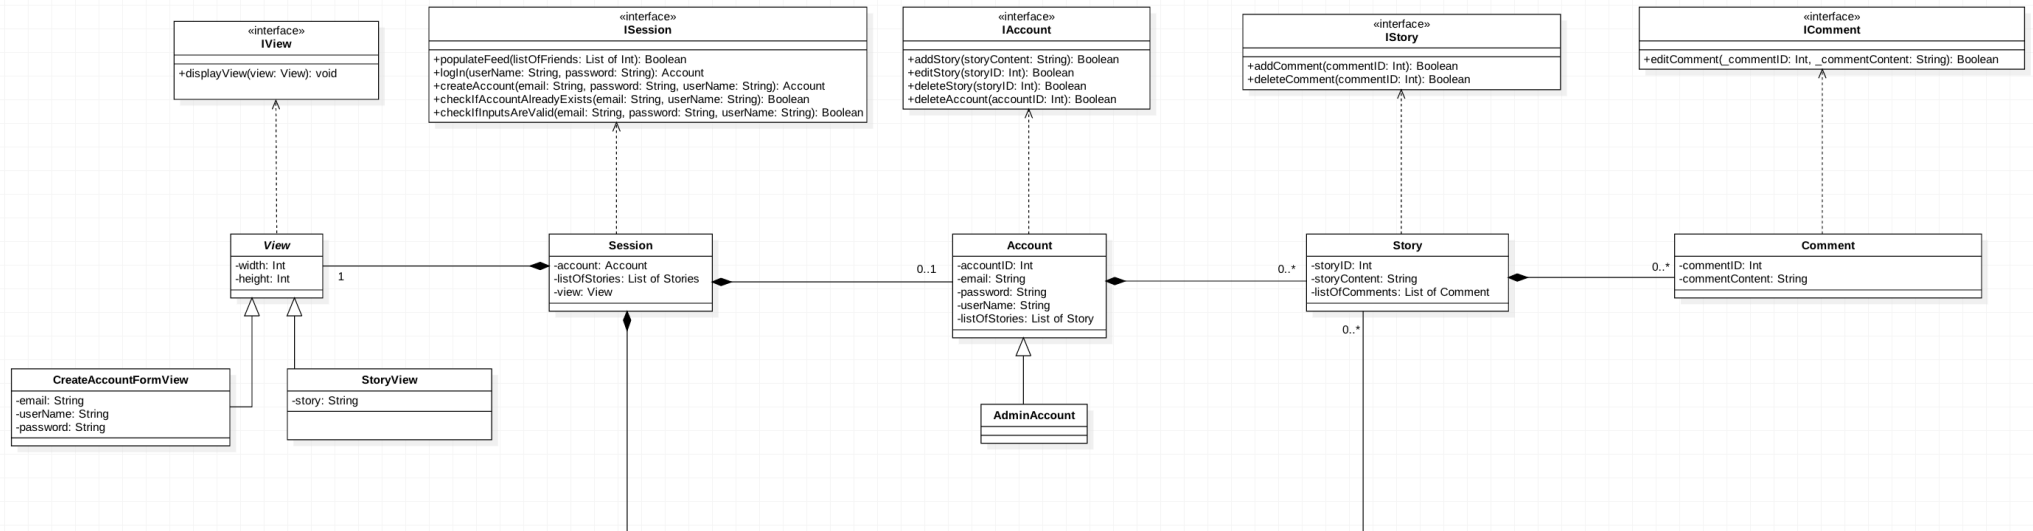 «interface»
IView
+displayView(view: View): void
«interface»
ISession
+populateFeed(listOfFriends: List of Int): Boolean
+logIn(userName: String, password: String): Account
+createAccount(email: String, password: String, userName: String): Account
+checkIfAccountAlreadyExists(email: String, userName: String): Boolean
+checkIfInputsAreValid(email: String, password: String, userName: String): Boolean
«interface»
IAccount
+addStory(storyContent: String): Boolean
+editStory(storyID: Int): Boolean
+deleteStory(storyID: Int): Boolean
+deleteAccount(accountID: Int): Boolean
«interface»
IStory
+addComment(commentID: Int): Boolean
+deleteComment(commentID: Int): Boolean
«interface»
IComment
+editComment(_commentID: Int, _commentContent: String): Boolean
View
-width: Int
-height: Int
1
Session
-account: Account
-listOfStories: List of Stories
-view: View
0..1
Account
-accountID: Int
-email: String
-password: String
-userName: String
-listOfStories: List of Story
0..*
Story
-storyID: Int
-storyContent: String
-listOfComments: List of Comment
0..*
0..*
Comment
-commentID: Int
-commentContent: String
CreateAccountFormView
-email: String
-userName: String
-password: String
StoryView
-story: String
AdminAccount